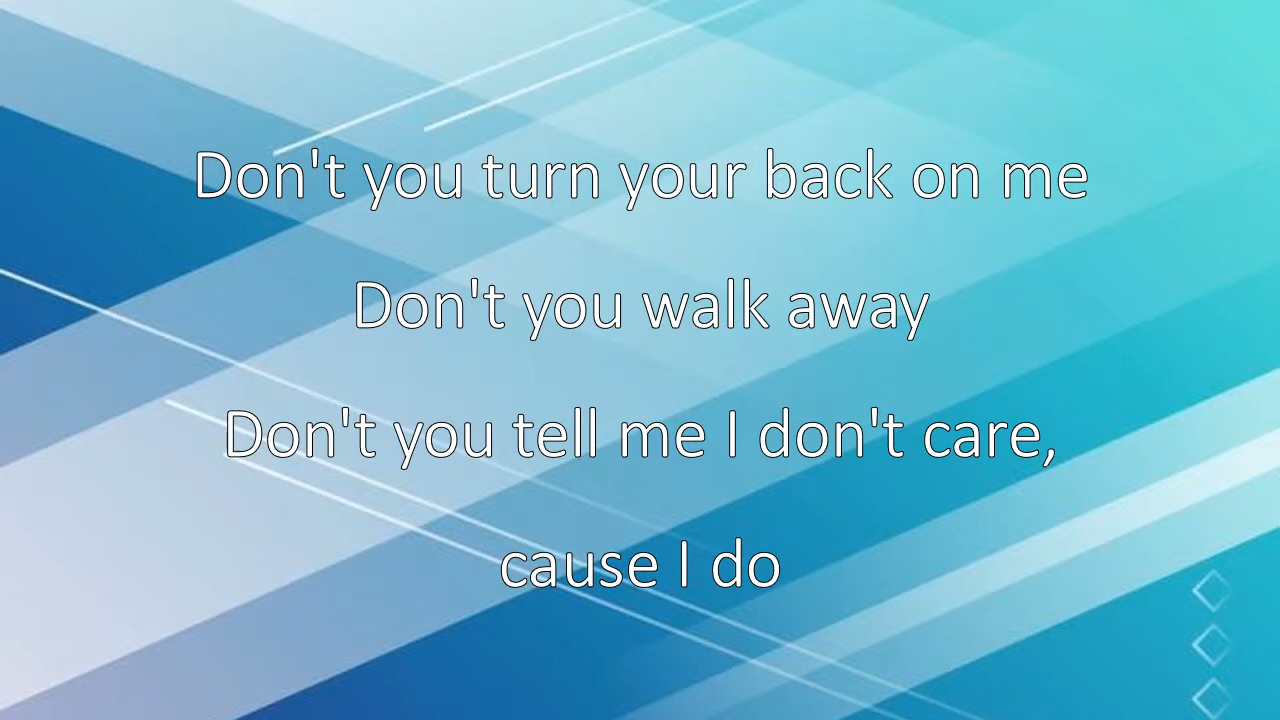 Don't you turn your back on me
Don't you walk away
Don't you tell me I don't care,
cause I do